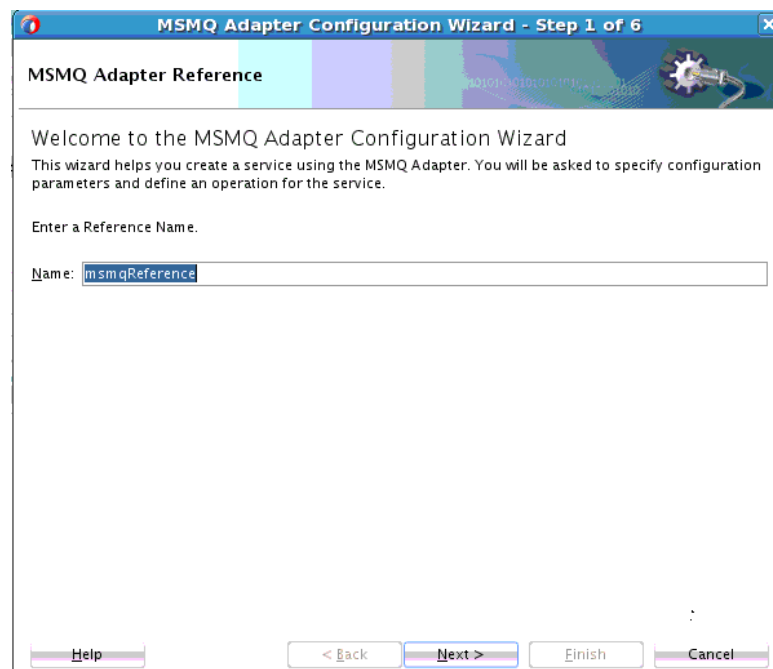 MSMQ Adapter Configuration Wizard - Step 1 of 6
MSMQ Adapter Reference
Welcome to the MSMQ Adapter Configuration Wizard
This wizard helps you create a service using the MSMQ Adapter. You will be asked to specify configuration
parameters and define an operation for the service.
Enter a Reference Name.
Name: msmqReference
Help < Back Next > Finish Cancel